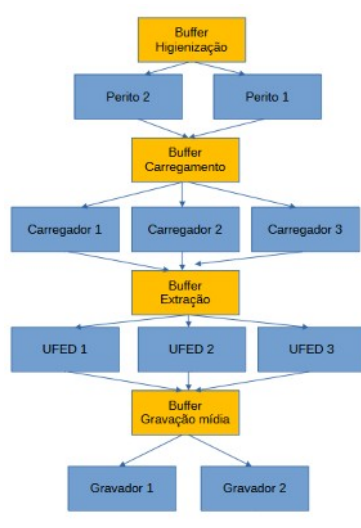 Buffer
Higienização
Perito 2
Perito 1
Buffer
Carregamento
Carregador 1
Carregador 2
Carregador 3
Buffer
Extração
UFED 1
UFED 2
UFED 3
Buffer
Gravação mídia
Gravador 1
Gravador 2